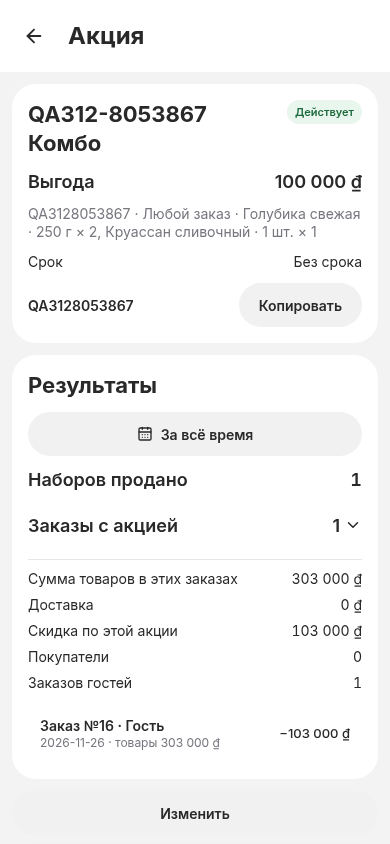 Акция
QA312-8053867
Комбо
Действует
Выгода 100 000 ₫
QA3128053867 · Любой заказ · Голубика свежая
· 250 г × 2, Круассан сливочный · 1 шт. × 1
Срок Без срока
QA3128053867 Копировать
Результаты
За всё время
Наборов продано 1
Заказы с акцией 1
Сумма товаров в этих заказах 303 000 ₫
Доставка 0 ₫
Скидка по этой акции 103 000 ₫
Покупатели 0
Заказов гостей 1
Заказ №16 · Гость −103 000 ₫
2026-11-26 · товары 303 000 ₫
Изменить